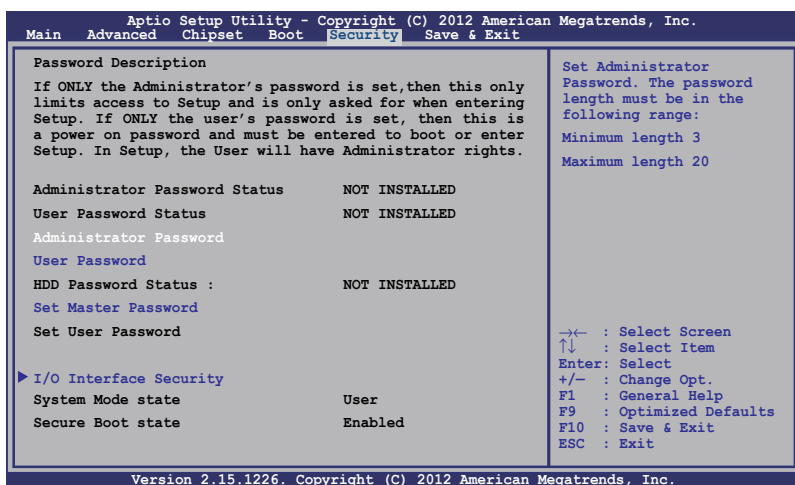 Aptio Setup Utility - Copyright (C) 2012 American Megatrends, Inc.
Main Advanced Chipset Boot Security Save & Exit
Password Description
If ONLY the Administrator's password is set,then this only
limits access to Setup and is only asked for when entering
Setup. If ONLY the user's password is set, then this is
a power on password and must be entered to boot or enter
Setup. In Setup, the User will have Administrator rights.
Administrator Password Status NOT INSTALLED
User Password Status NOT INSTALLED
Administrator Password
User Password
HDD Password Status : NOT INSTALLED
Set Master Password
Set User Password
I/O Interface Security
System Mode state User
Secure Boot state Enabled
Set Administrator
Password. The password
length must be in the
following range:
Minimum length 3
Maximum length 20
→← : Select Screen
↑↓ : Select Item
Enter: Select
+/— : Change Opt.
F1 : General Help
F9 : Optimized Defaults
F10 : Save & Exit
ESC : Exit
Version 2.15.1226. Copyright (C) 2012 American Megatrends, Inc.